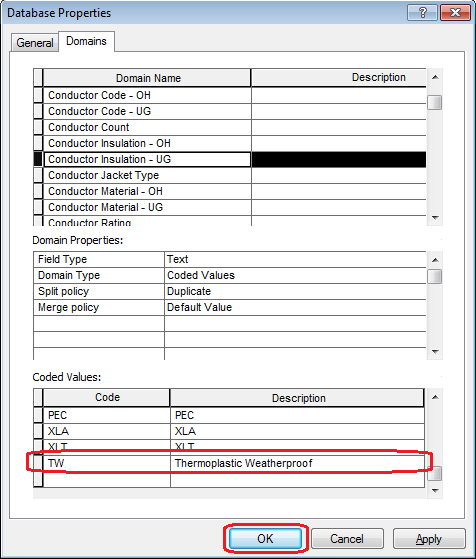 Database Properties
General Domains
Domain Name Description
Conductor Code - OH
Conductor Code - UG
Conductor Count
Conductor Insulation - OH
Conductor Insulation - UG
Conductor Jacket Type
Conductor Material - OH
Conductor Material - UG
Conductor Rating
Domain Properties:
Field Type Text
Domain Type Coded Values
Split policy Duplicate
Merge policy Default Value
Coded Values:
Code Description
PEC PEC
XLA XLA
XLT XLT
TW Thermoplastic Weatherproof
OK Cancel Apply